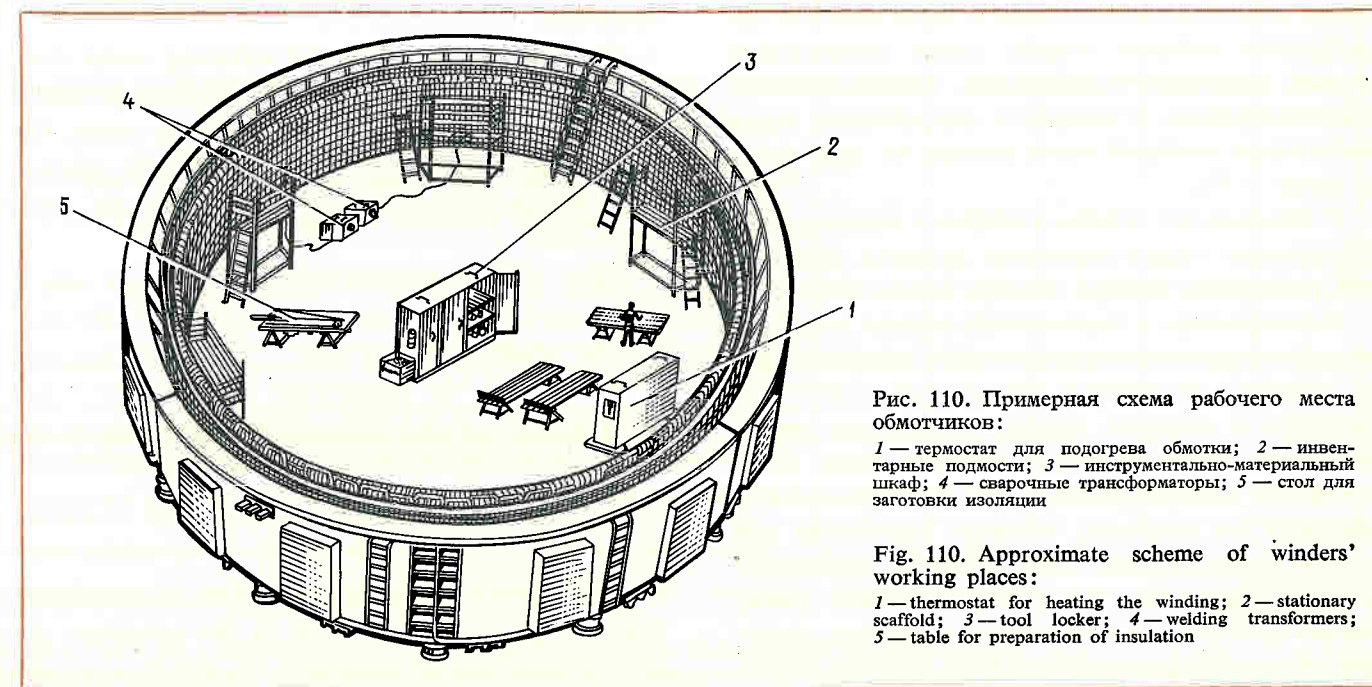 3
4
2
5
1
Рис. 110. Примерная схема рабочего места
обмотчиков:
1 — термостат для подогрева обмотки; 2 — инвен-
тарные подмости; 3 — инструментально-материальный
шкаф; 4 — сварочные трансформаторы; 5 — стол для
заготовки изоляции
Fig. 110. Approximate scheme of winders'
working places:
1 — thermostat for heating the winding; 2 — stationary
scaffold; 3 — tool locker; 4 — welding transformers;
5 — table for preparation of insulation